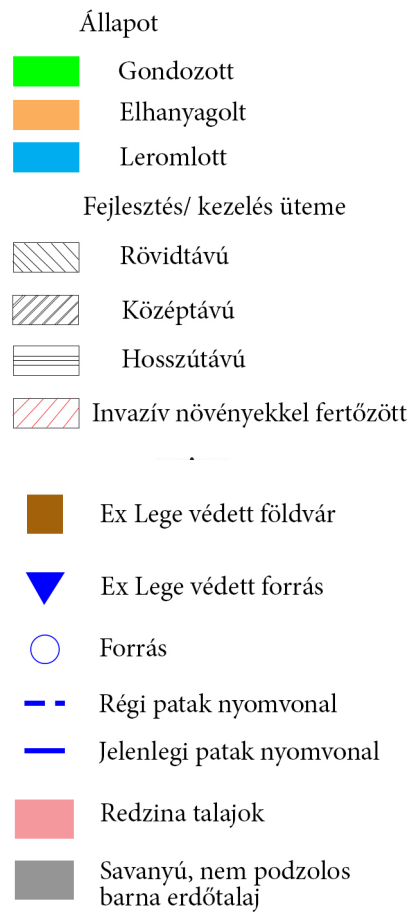 Állapot
Gondozott
Elhanyagolt
Leromlott
Fejlesztés/ kezelés üteme
Rövidtávú
Középtávú
Hosszútávú
Invazív növényekkel fertőzött
Ex Lege védett földvár
Ex Lege védett forrás
Forrás
Régi patak nyomvonal
Jelenlegi patak nyomvonal
Redzina talajok
Savanyú, nem podzolos
barna erdőtalaj